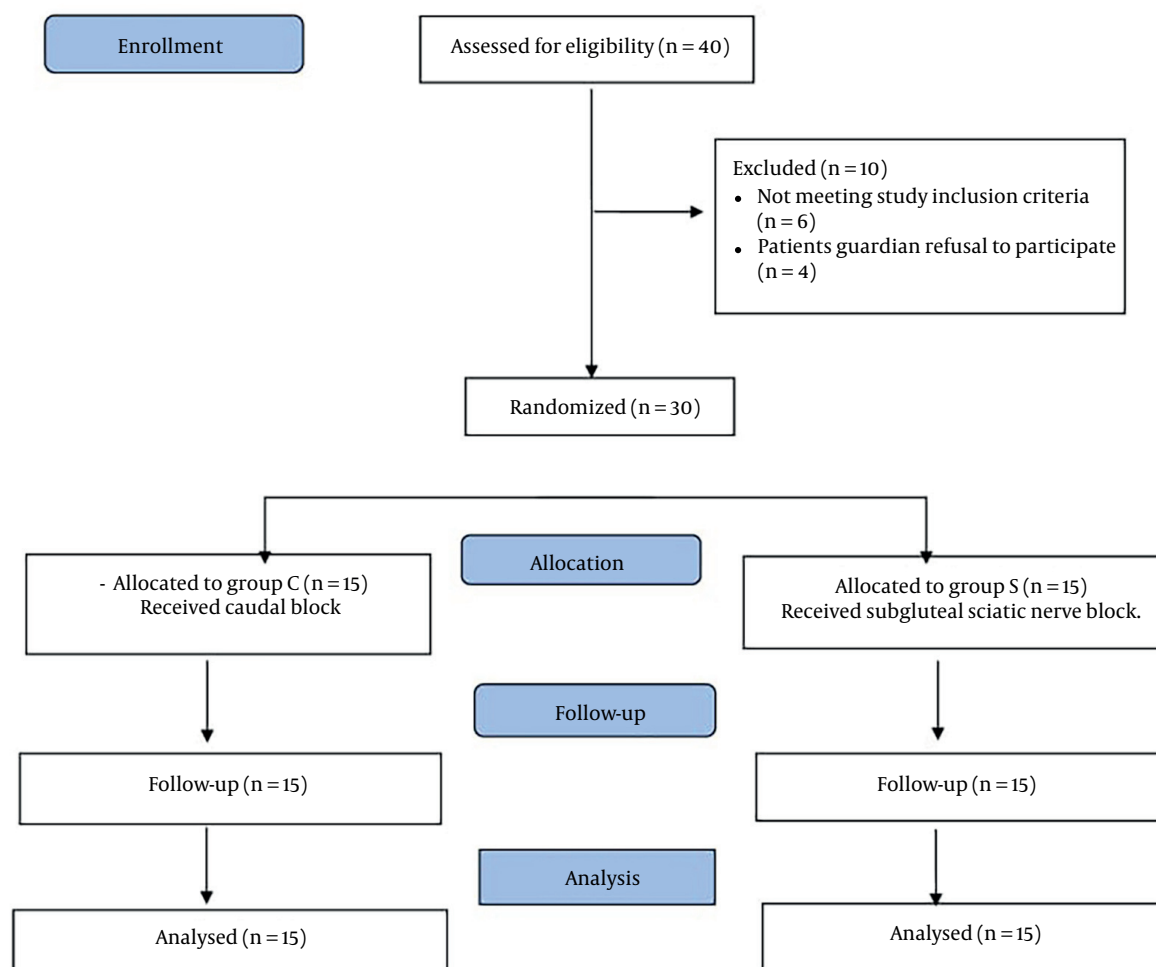 Enrollment
Assessed for eligibility (n = 40)
Excluded (n = 10)
• Not meeting study inclusion criteria
(n = 6)
• Patients guardian refusal to participate
(n = 4)
Randomized (n = 30)
Allocation
- Allocated to group C (n = 15)
Received caudal block
Allocated to group S (n = 15)
Received subgluteal sciatic nerve block.
Follow-up
Follow-up (n = 15)
Follow-up (n = 15)
Analysis
Analysed (n = 15)
Analysed (n = 15)